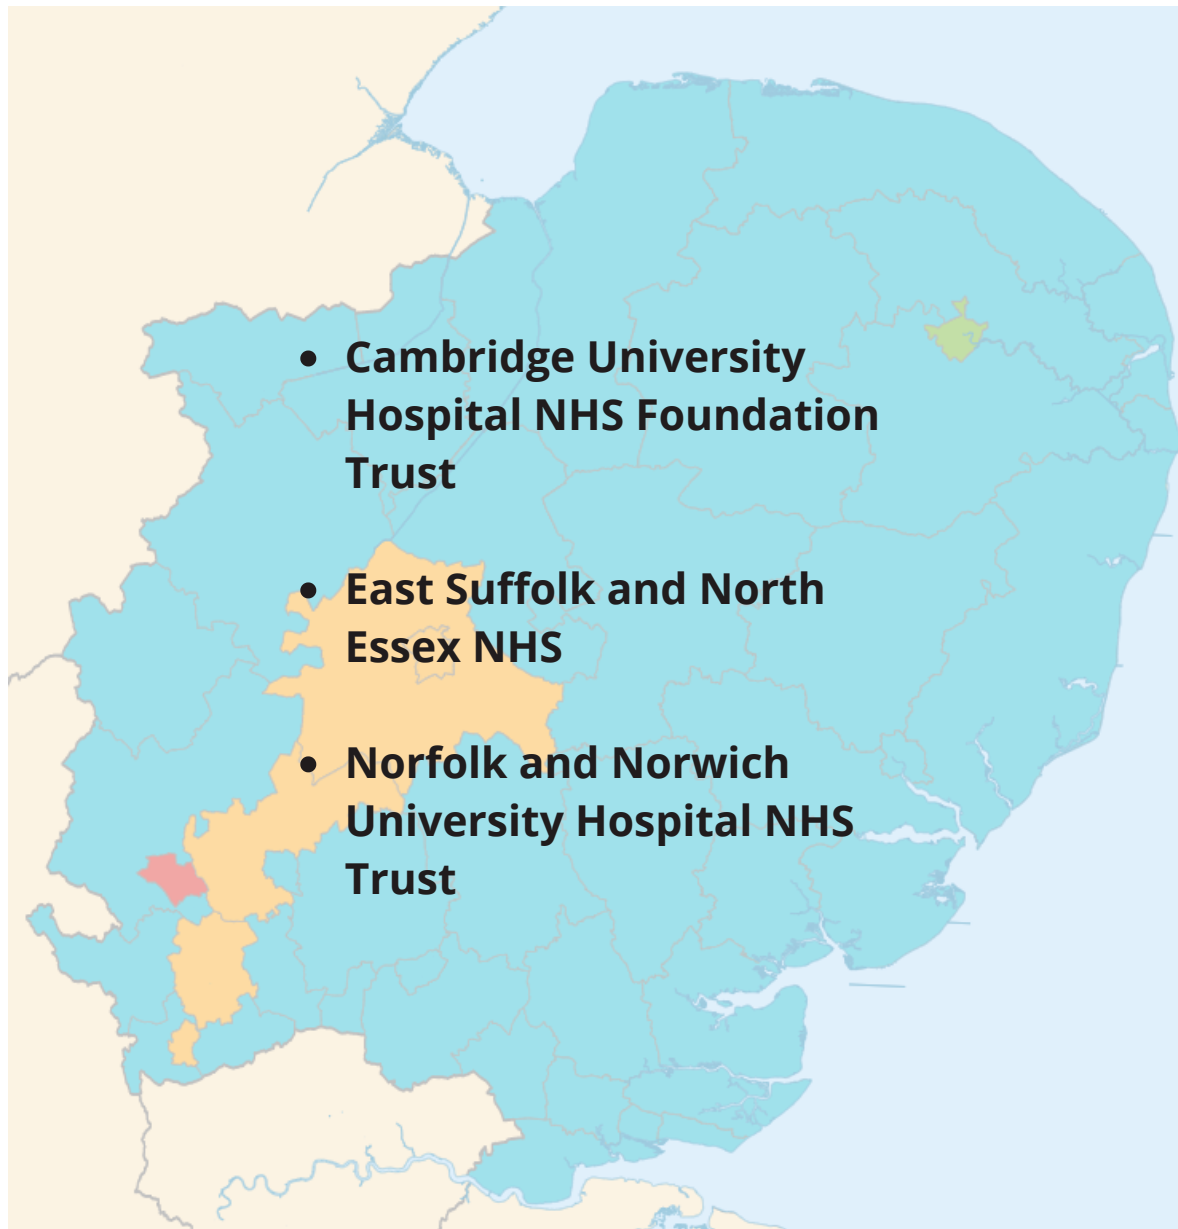 • Cambridge University
Hospital NHS Foundation
Trust
• East Suffolk and North
Essex NHS
• Norfolk and Norwich
University Hospital NHS
Trust